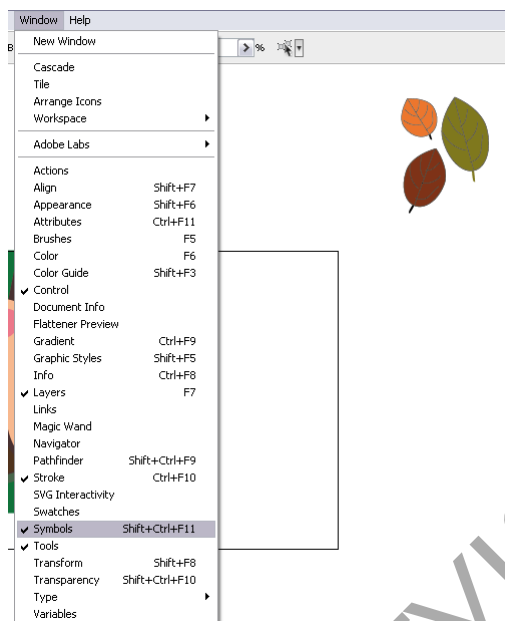 Window Help
New Window
%
Cascade
Tile
Arrange Icons
Workspace
Adobe Labs
Actions
Align Shift+F7
Appearance Shift+F6
Attributes Ctrl+F11
Brushes F5
Color F6
Color Guide Shift+F3
Control
Document Info
Flattener Preview
Gradient Ctrl+F9
Graphic Styles Shift+F5
Info Ctrl+F8
Layers F7
Links
Magic Wand
Navigator
Pathfinder Shift+Ctrl+F9
Stroke Ctrl+F10
SVG Interactivity
Swatches
Symbols Shift+Ctrl+F11
Tools
Transform Shift+F8
Transparency Shift+Ctrl+F10
Type
Variables